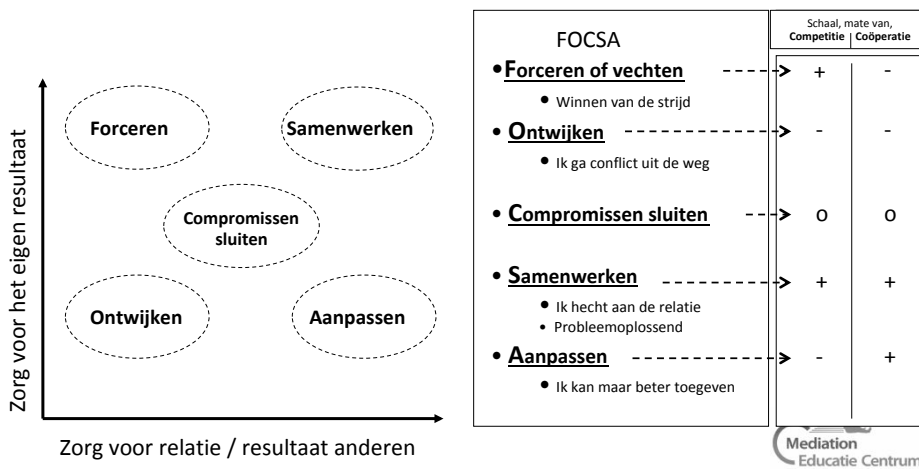 Zorg voor het eigen resultaat
Forceren
Samenwerken
Compromissen
sluiten
Ontwijken
Aanpassen
Zorg voor relatie / resultaat anderen
FOCSA
Schaal, mate van,
Competitie | Coöperatie
• Forceren of vechten + -
• Winnen van de strijd
• Ontwijken - -
• Ik ga conflict uit de weg
• Compromissen sluiten o o
• Samenwerken + +
• Ik hecht aan de relatie
• Probleemoplossend
• Aanpassen - +
• Ik kan maar beter toegeven
Mediation
Educatie Centrum